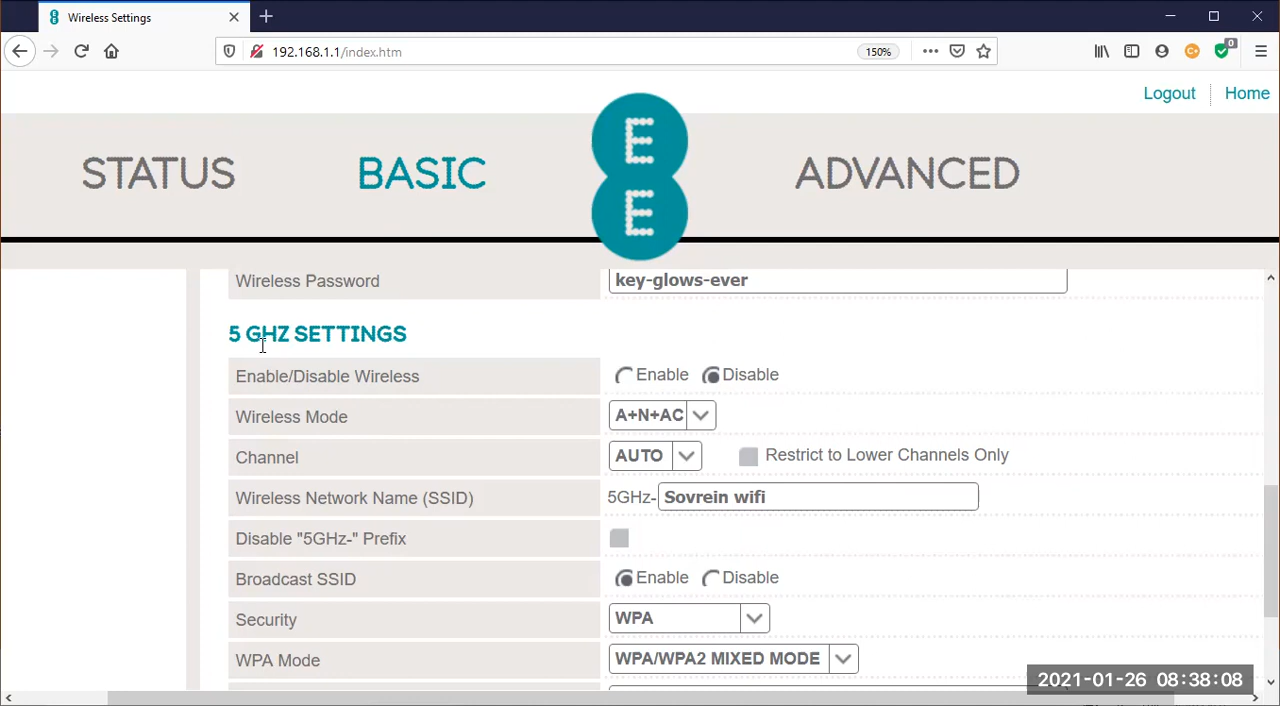 Wireless Settings
192.168.1.1/index.htm
150%
0
Logout
Home
STATUS
BASIC
E
E
ADVANCED
Wireless Password
key-glows-ever
5 GHZ SETTINGS
Enable/Disable Wireless
Enable Disable
Wireless Mode
A+N+AC
Channel
AUTO
Restrict to Lower Channels Only
Wireless Network Name (SSID)
5GHz- Sovrein wifi
Disable "5GHz-" Prefix
Broadcast SSID
Enable Disable
Security
WPA
WPA Mode
WPA/WPA2 MIXED MODE
2021-01-26 08:38:08